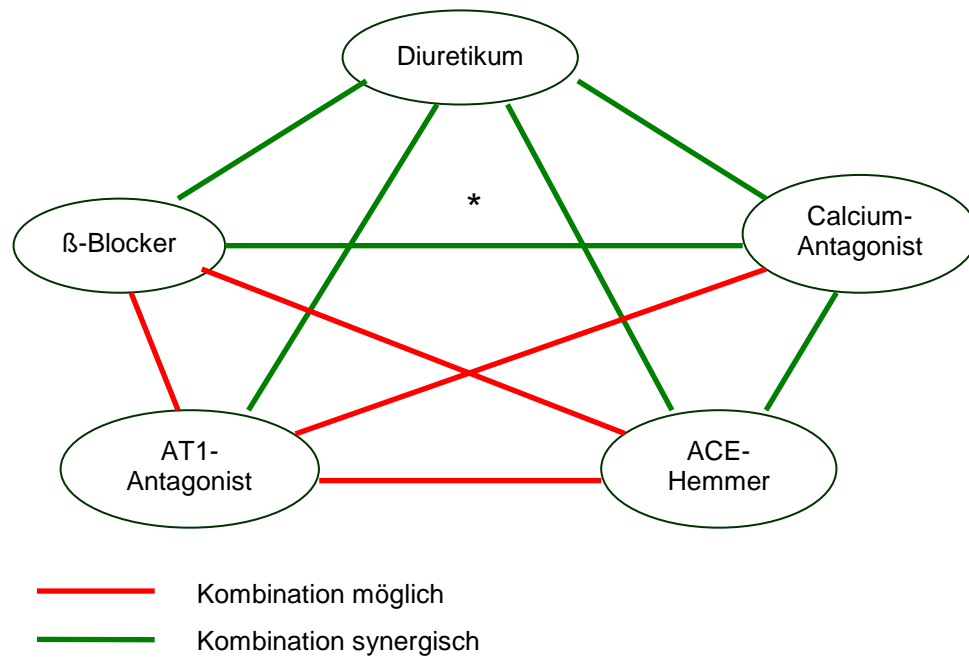 Diuretikum
*
ß-Blocker
Calcium-
Antagonist
AT1-
Antagonist
ACE-
Hemmer
Kombination möglich
Kombination synergisch